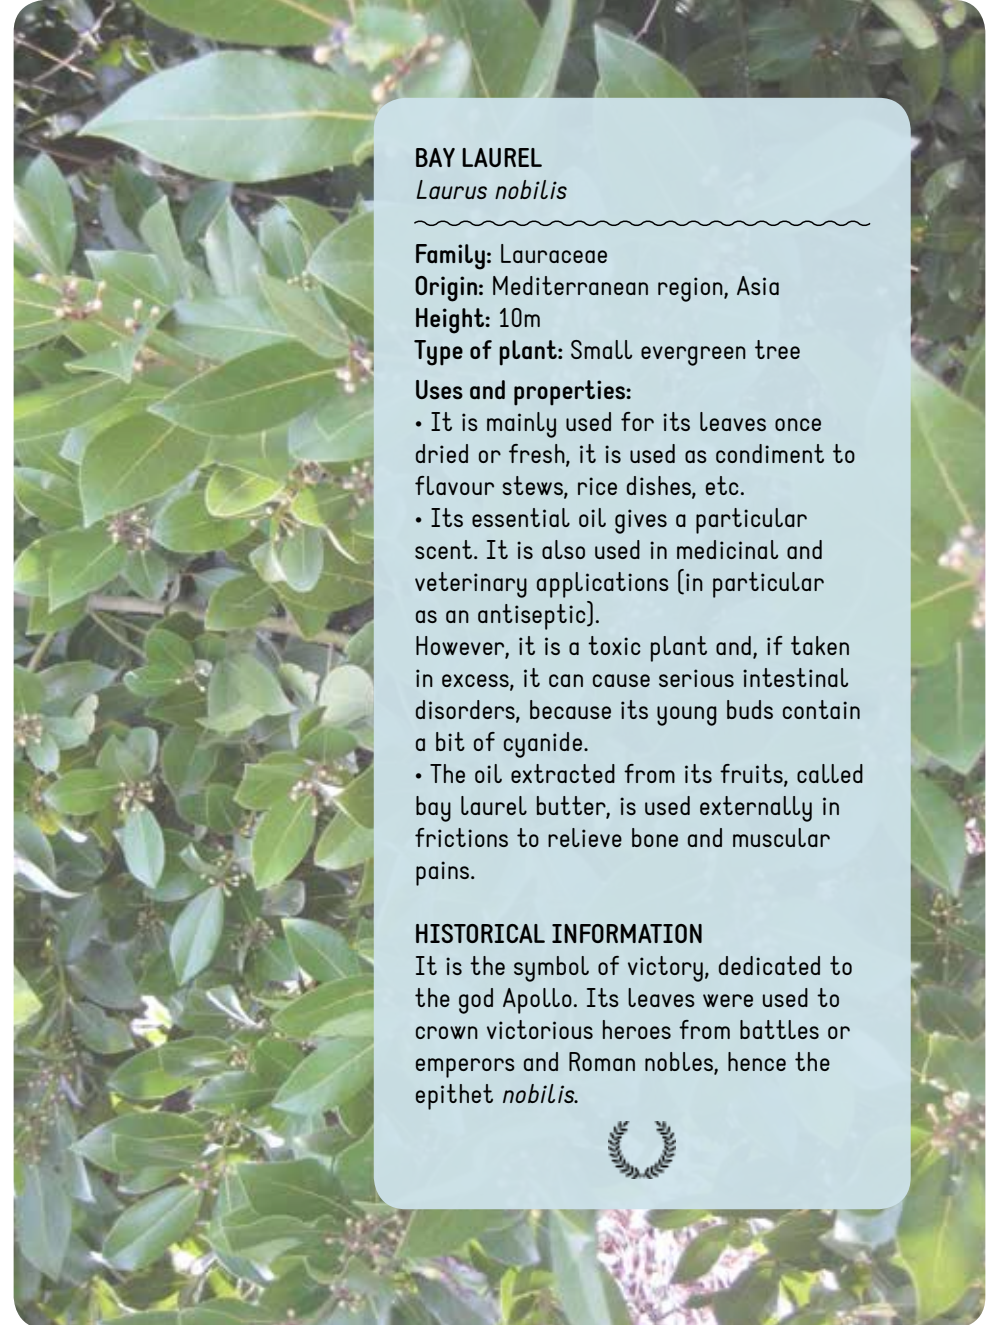 BAY LAUREL
Laurus nobilis
Family: Lauraceae
Origin: Mediterranean region, Asia
Height: 10m
Type of plant: Small evergreen tree
Uses and properties:
• It is mainly used for its leaves once
dried or fresh, it is used as condiment to
flavour stews, rice dishes, etc.
• Its essential oil gives a particular
scent. It is also used in medicinal and
veterinary applications (in particular
as an antiseptic).
However, it is a toxic plant and, if taken
in excess, it can cause serious intestinal
disorders, because its young buds contain
a bit of cyanide.
• The oil extracted from its fruits, called
bay laurel butter, is used externally in
frictions to relieve bone and muscular
pains.
HISTORICAL INFORMATION
It is the symbol of victory, dedicated to
the god Apollo. Its leaves were used to
crown victorious heroes from battles or
emperors and Roman nobles, hence the
epithet nobilis.